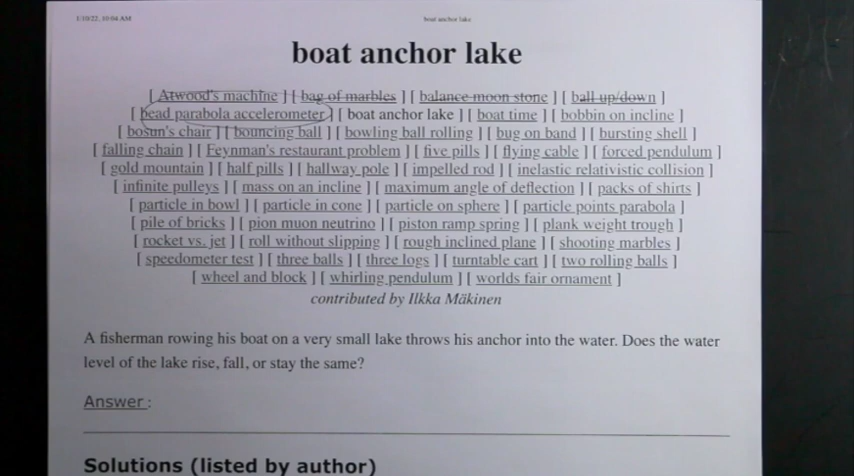 1/10/22, 10:04 AM boat anchor lake
boat anchor lake
[ Atwood's machine ] [ bag of marbles ] [ balance moon stone ] [ ball up/down ]
[ bead parabola accelerometer ] [ boat anchor lake ] [ boat time ] [ bobbin on incline ]
[ bosun's chair ] [ bouncing ball ] [ bowling ball rolling ] [ bug on band ] [ bursting shell ]
[ falling chain ] [ Feynman's restaurant problem ] [ five pills ] [ flying cable ] [ forced pendulum ]
[ gold mountain ] [ half pills ] [ hallway pole ] [ impelled rod ] [ inelastic relativistic collision ]
[ infinite pulleys ] [ mass on an incline ] [ maximum angle of deflection ] [ packs of shirts ]
[ particle in bowl ] [ particle in cone ] [ particle on sphere ] [ particle points parabola ]
[ pile of bricks ] [ pion muon neutrino ] [ piston ramp spring ] [ plank weight trough ]
[ rocket vs. jet ] [ roll without slipping ] [ rough inclined plane ] [ shooting marbles ]
[ speedometer test ] [ three balls ] [ three logs ] [ turntable cart ] [ two rolling balls ]
[ wheel and block ] [ whirling pendulum ] [ worlds fair ornament ]
contributed by Ilkka Mäkinen
A fisherman rowing his boat on a very small lake throws his anchor into the water. Does the water
level of the lake rise, fall, or stay the same?
Answer :
Solutions (listed by author)